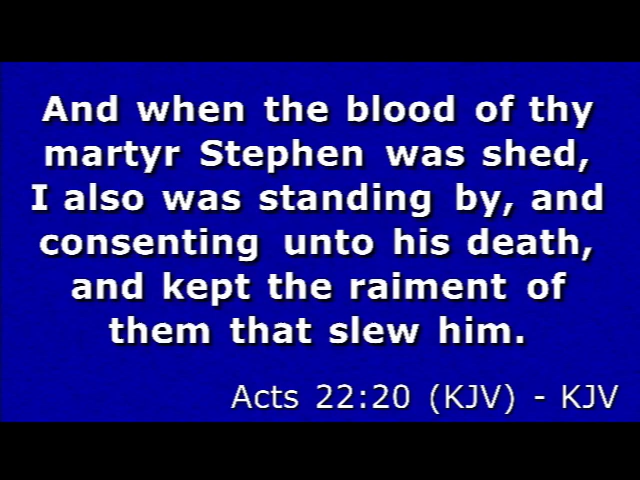 And when the blood of thy
martyr Stephen was shed,
I also was standing by, and
consenting unto his death,
and kept the raiment of
them that slew him.
Acts 22:20 (KJV) - KJV